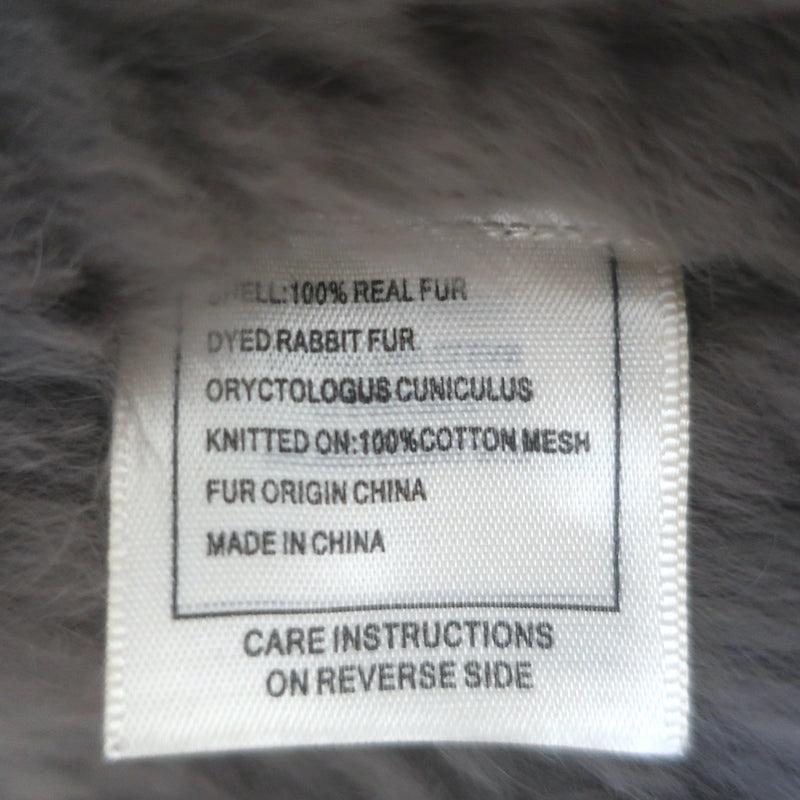 SHELL:100% REAL FUR
DYED RABBIT FUR
ORYCTOLOGUS CUNICULUS
KNITTED ON:100%COTTON MESH
FUR ORIGIN CHINA
MADE IN CHINA
CARE INSTRUCTIONS
ON REVERSE SIDE